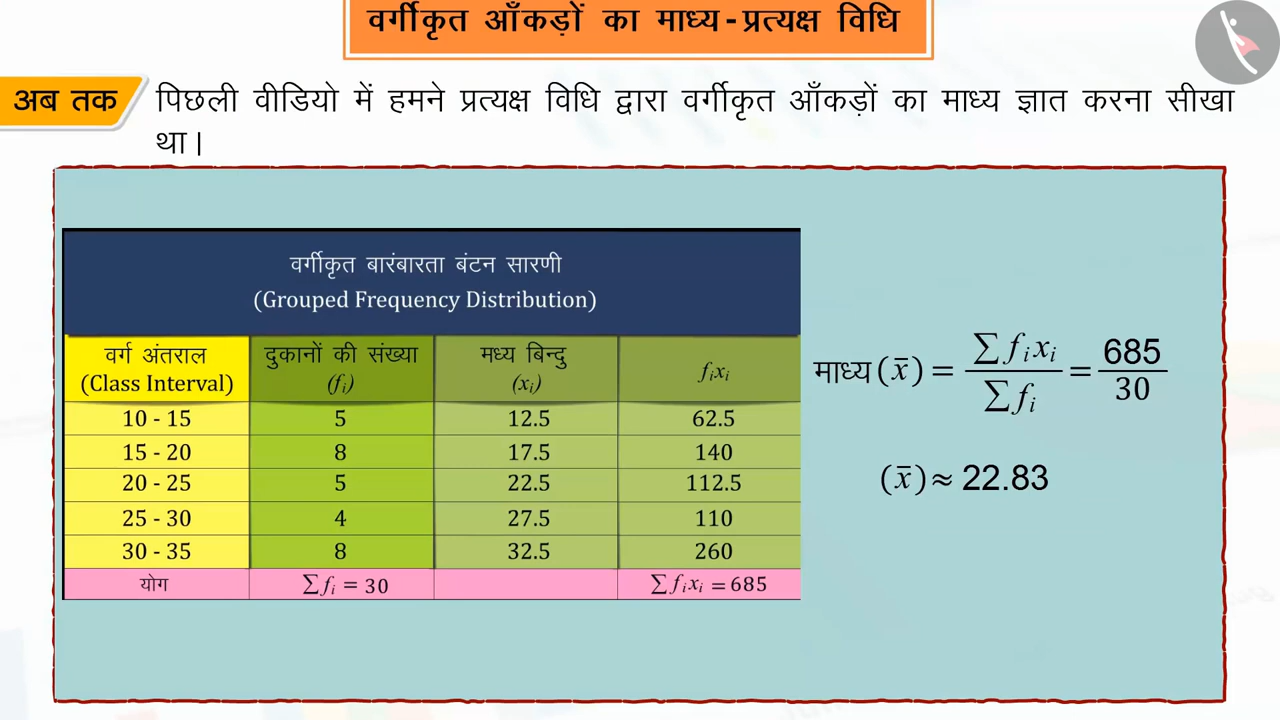 वर्गीकृत आँकड़ों का माध्य - प्रत्यक्ष विधि
अब तक
पिछली वीडियो में हमने प्रत्यक्ष विधि द्वारा वर्गीकृत आँकड़ों का माध्य ज्ञात करना सीखा
था।
वर्गीकृत बारंबारता बंटन सारणी
(Grouped Frequency Distribution)
वर्ग अंतराल (Class Interval) दुकानों की संख्या (fᵢ) मध्य बिन्दु (xᵢ) fᵢxᵢ
10 - 15 5 12.5 62.5
15 - 20 8 17.5 140
20 - 25 5 22.5 112.5
25 - 30 4 27.5 110
30 - 35 8 32.5 260
योग ∑fᵢ = 30 ∑fᵢxᵢ = 685
माध्य (x̄) = ∑fᵢxᵢ / ∑fᵢ = 685 / 30
(x̄) ≈ 22.83